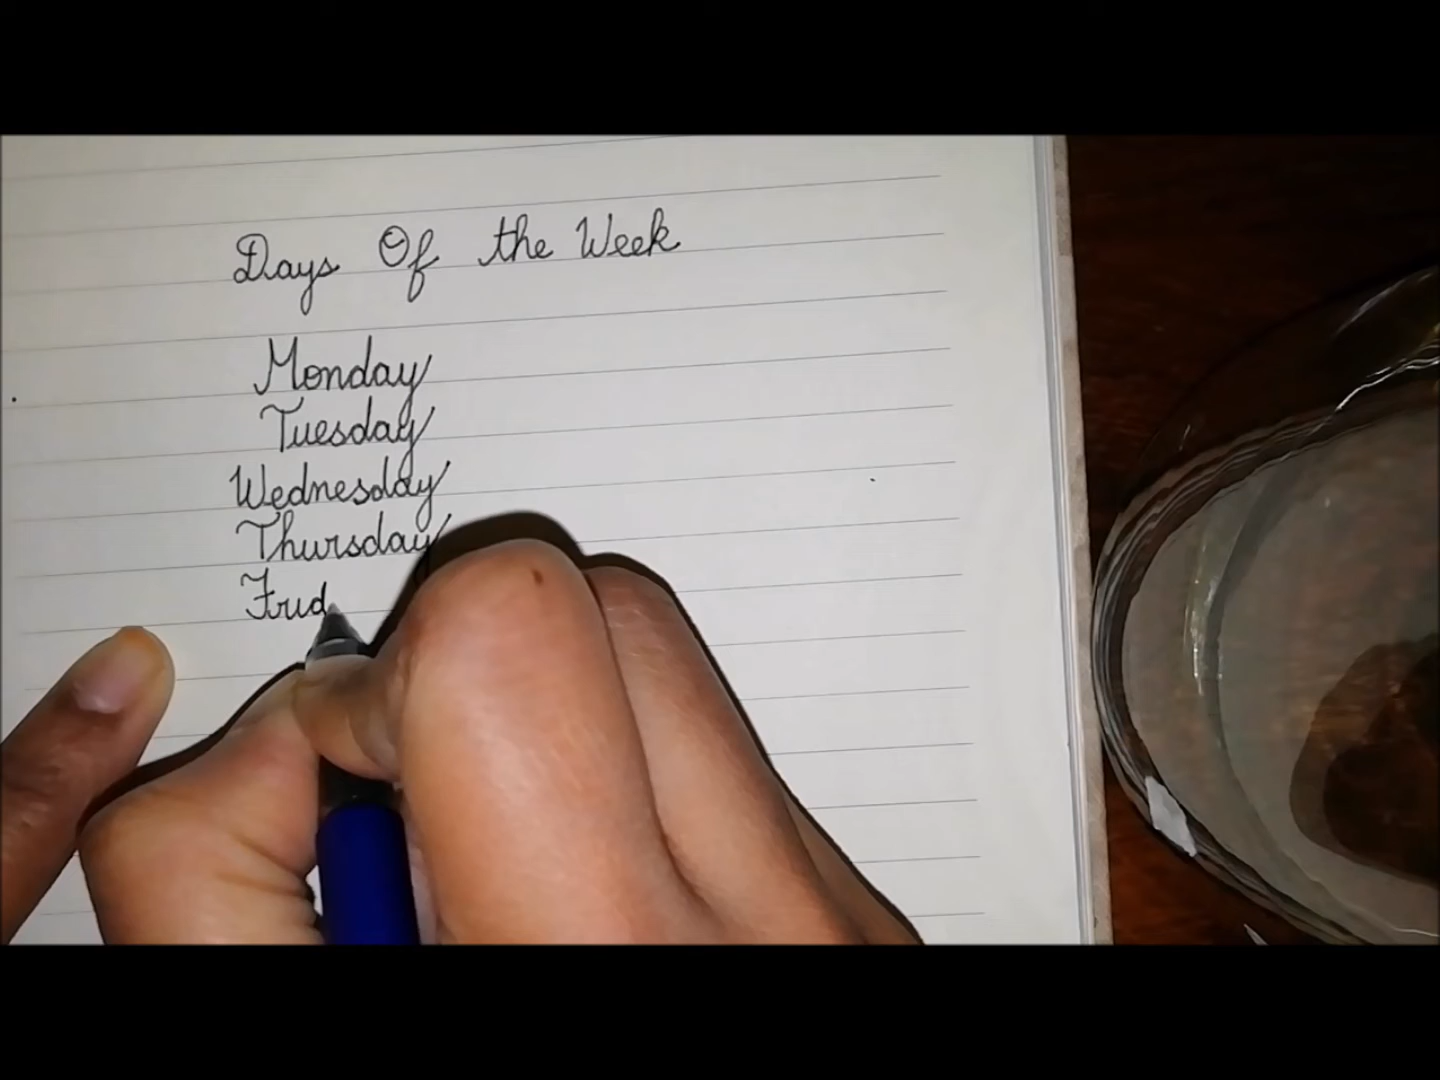 Days Of the Week
Monday
Tuesday
Wednesday
Thursday
Frid